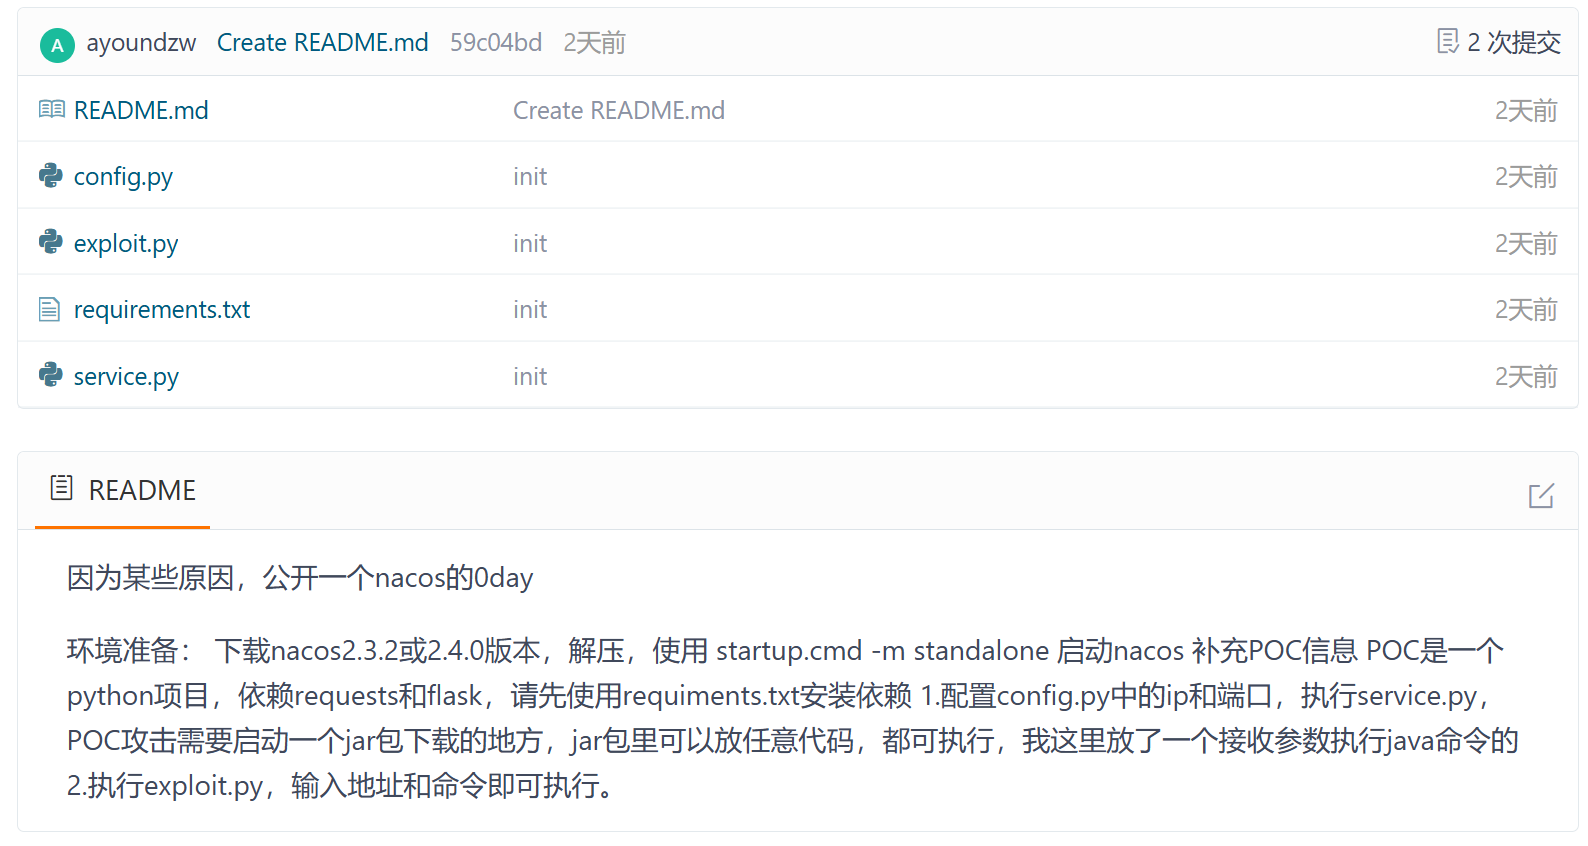 A ayoundzw Create README.md 59c04bd 2天前 2 次提交
README.md Create README.md 2天前
config.py init 2天前
exploit.py init 2天前
requirements.txt init 2天前
service.py init 2天前
README
因为某些原因，公开一个nacos的0day
环境准备： 下载nacos2.3.2或2.4.0版本，解压，使用 startup.cmd -m standalone 启动nacos 补充POC信息 POC是一个
python项目，依赖requests和flask，请先使用requiments.txt安装依赖 1.配置config.py中的ip和端口，执行service.py，
POC攻击需要启动一个jar包下载的地方，jar包里可以放任意代码，都可执行，我这里放了一个接收参数执行java命令的
2.执行exploit.py，输入地址和命令即可执行。